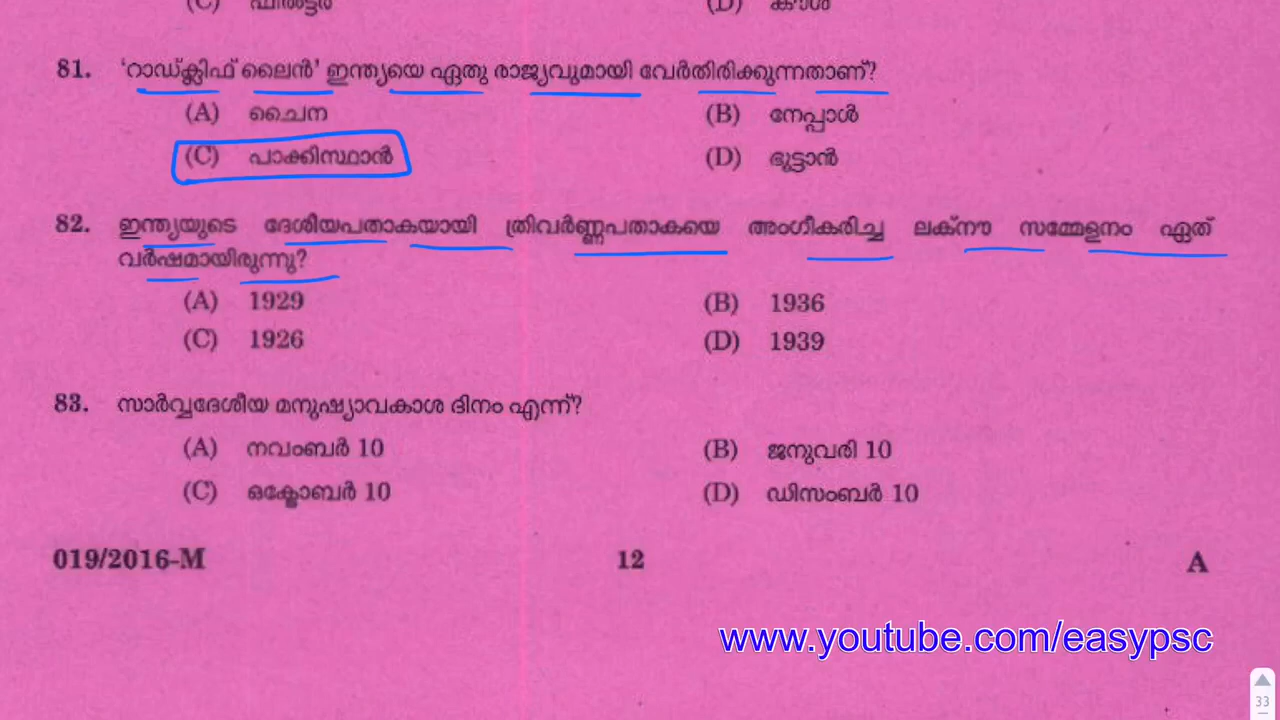 (C) ഫിൽട്ടർ (D) കൗശ
81. 'റാഡ്ക്ലിഫ് ലൈൻ' ഇന്ത്യയെ ഏതു രാജ്യവുമായി വേർതിരിക്കുന്നതാണ്?
(A) ചൈന (B) നേപ്പാൾ
(C) പാക്കിസ്ഥാൻ (D) ഭൂട്ടാൻ
82. ഇന്ത്യയുടെ ദേശീയപതാകയായി ത്രിവർണ്ണപതാകയെ അംഗീകരിച്ച ലക്നൗ സമ്മേളനം ഏത്
വർഷമായിരുന്നു?
(A) 1929 (B) 1936
(C) 1926 (D) 1939
83. സാർവ്വദേശീയ മനുഷ്യാവകാശ ദിനം എന്ന്?
(A) നവംബർ 10 (B) ജനുവരി 10
(C) ഒക്ടോബർ 10 (D) ഡിസംബർ 10
019/2016-M 12 A
www.youtube.com/easypsc
33